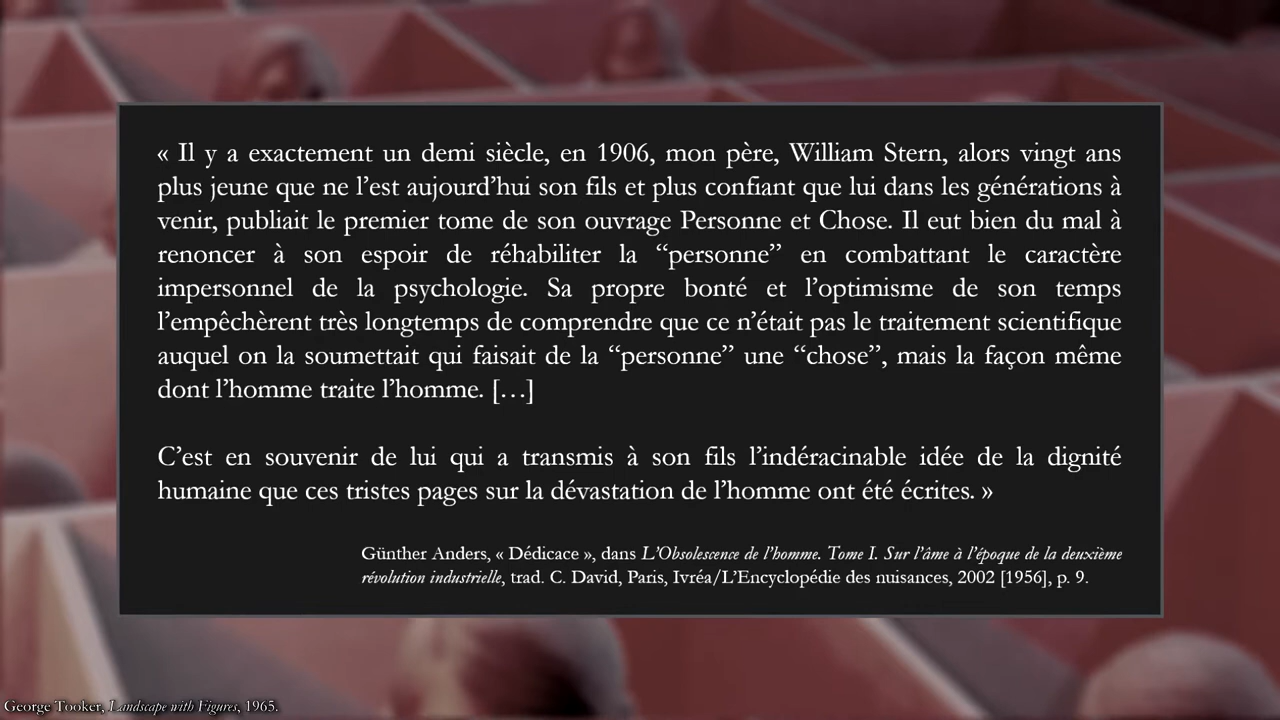 « Il y a exactement un demi siècle, en 1906, mon père, William Stern, alors vingt ans
plus jeune que ne l’est aujourd’hui son fils et plus confiant que lui dans les générations à
venir, publiait le premier tome de son ouvrage Personne et Chose. Il eut bien du mal à
renoncer à son espoir de réhabiliter la “personne” en combattant le caractère
impersonnel de la psychologie. Sa propre bonté et l’optimisme de son temps
l’empêchèrent très longtemps de comprendre que ce n’était pas le traitement scientifique
auquel on la soumettait qui faisait de la “personne” une “chose”, mais la façon même
dont l’homme traite l’homme. […]
C’est en souvenir de lui qui a transmis à son fils l’indéracinable idée de la dignité
humaine que ces tristes pages sur la dévastation de l’homme ont été écrites. »
Günther Anders, « Dédicace », dans L’Obsolescence de l’homme. Tome I. Sur l’âme à l’époque de la deuxième
révolution industrielle, trad. C. David, Paris, Ivréa/L’Encyclopédie des nuisances, 2002 [1956], p. 9.
George Tooker, Landscape with Figures, 1965.